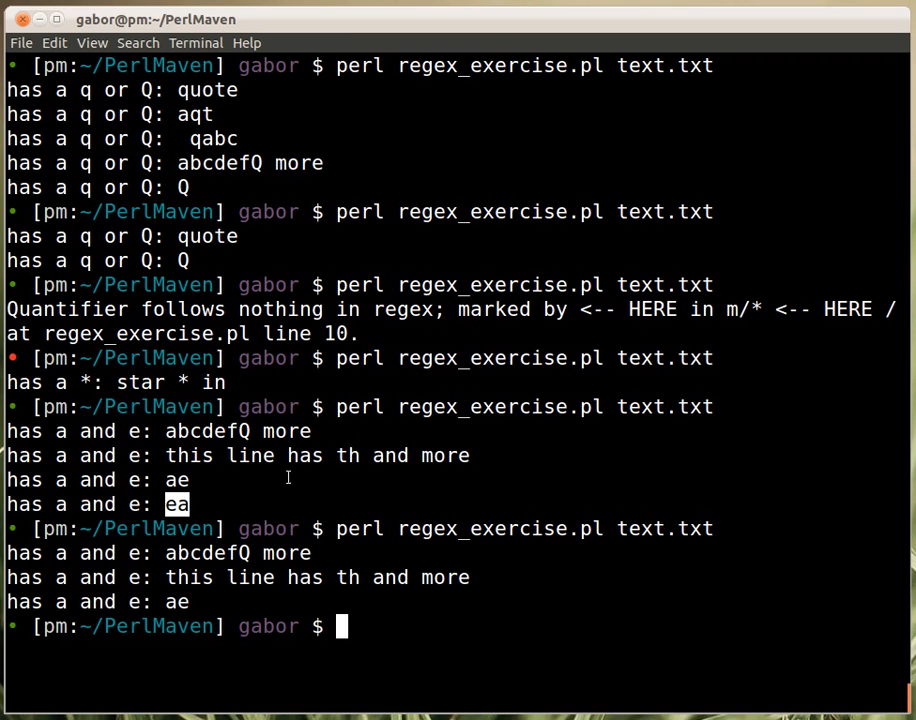 gabor@pm:~/PerlMaven
File Edit View Search Terminal Help
• [pm:~/PerlMaven] gabor $ perl regex_exercise.pl text.txt
has a q or Q: quote
has a q or Q: aqt
has a q or Q:  qabc
has a q or Q: abcdefQ more
has a q or Q: Q
• [pm:~/PerlMaven] gabor $ perl regex_exercise.pl text.txt
has a q or Q: quote
has a q or Q: Q
• [pm:~/PerlMaven] gabor $ perl regex_exercise.pl text.txt
Quantifier follows nothing in regex; marked by <-- HERE in m/* <-- HERE /
at regex_exercise.pl line 10.
• [pm:~/PerlMaven] gabor $ perl regex_exercise.pl text.txt
has a *: star * in
• [pm:~/PerlMaven] gabor $ perl regex_exercise.pl text.txt
has a and e: abcdefQ more
has a and e: this line has th and more
has a and e: ae
has a and e: ea
• [pm:~/PerlMaven] gabor $ perl regex_exercise.pl text.txt
has a and e: abcdefQ more
has a and e: this line has th and more
has a and e: ae
• [pm:~/PerlMaven] gabor $